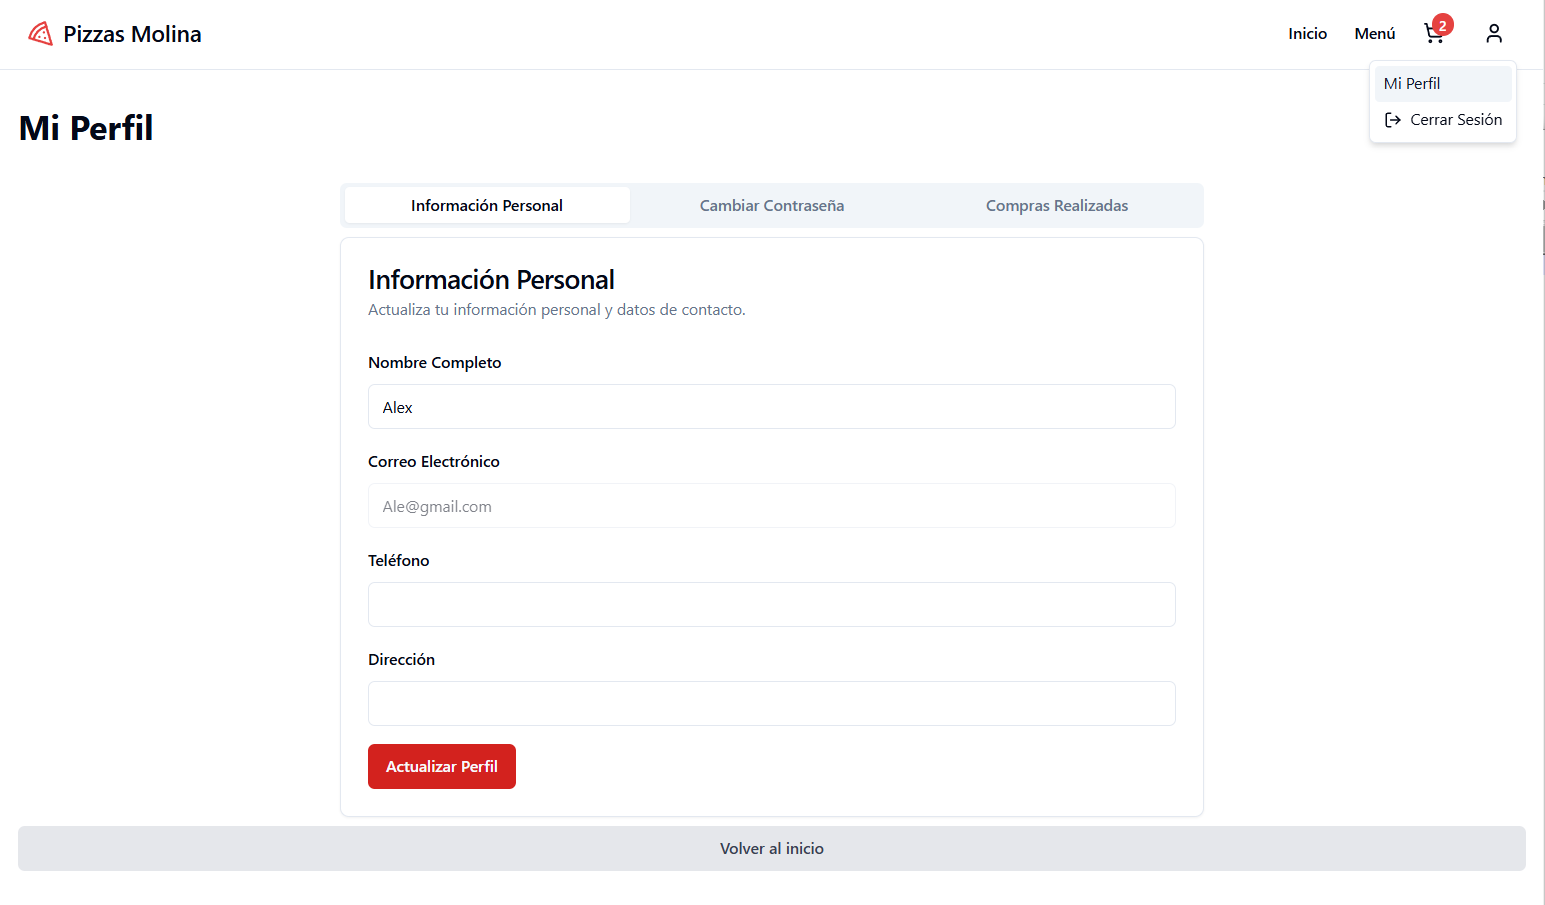 Pizzas Molina
Inicio
Menú
2
Mi Perfil
Cerrar Sesión
Mi Perfil
Información Personal
Cambiar Contraseña
Compras Realizadas
Información Personal
Actualiza tu información personal y datos de contacto.
Nombre Completo
Alex
Correo Electrónico
Ale@gmail.com
Teléfono
Dirección
Actualizar Perfil
Volver al inicio